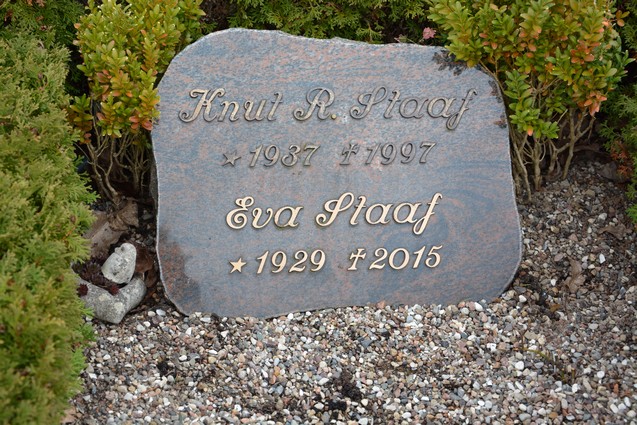 Knut R. Staaf
★ 1937 ✝ 1997
Eva Staaf
★ 1929 ✝ 2015